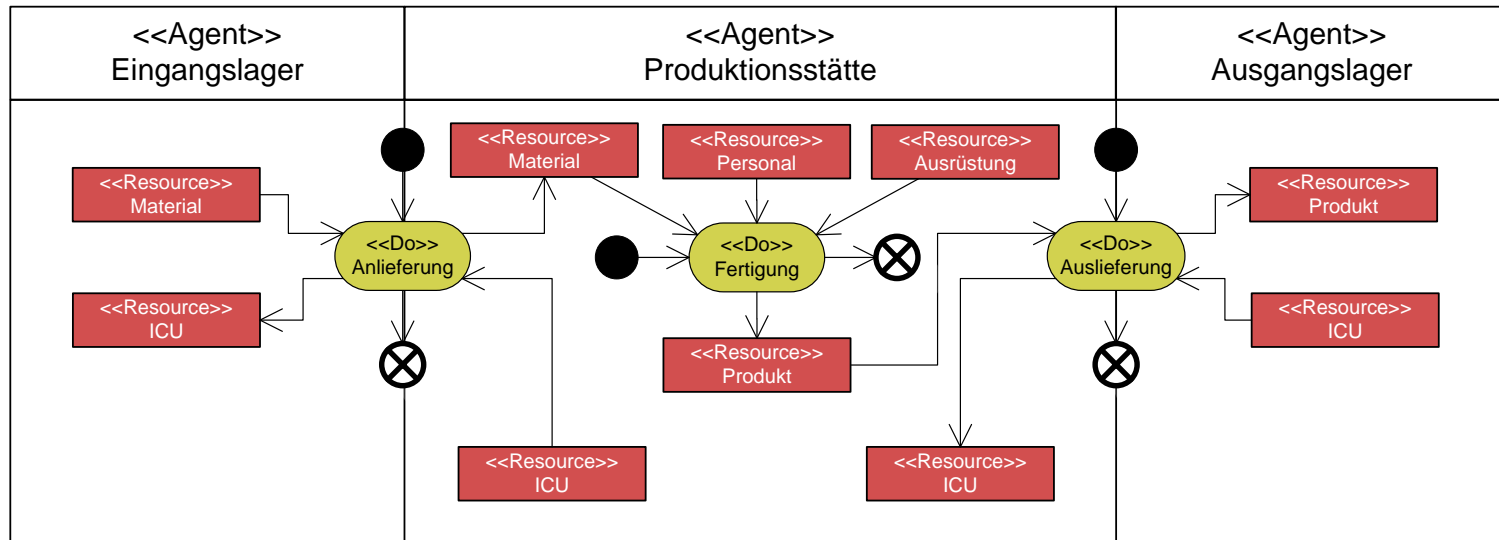 <<Agent>>
Eingangslager
<<Agent>>
Produktionsstätte
<<Agent>>
Ausgangslager
<<Resource>>
Material
<<Resource>>
Personal
<<Resource>>
Ausrüstung
<<Resource>>
Material
<<Resource>>
Produkt
<<Do>>
Anlieferung
<<Do>>
Fertigung
<<Do>>
Auslieferung
<<Resource>>
ICU
<<Resource>>
ICU
<<Resource>>
Produkt
<<Resource>>
ICU
<<Resource>>
ICU